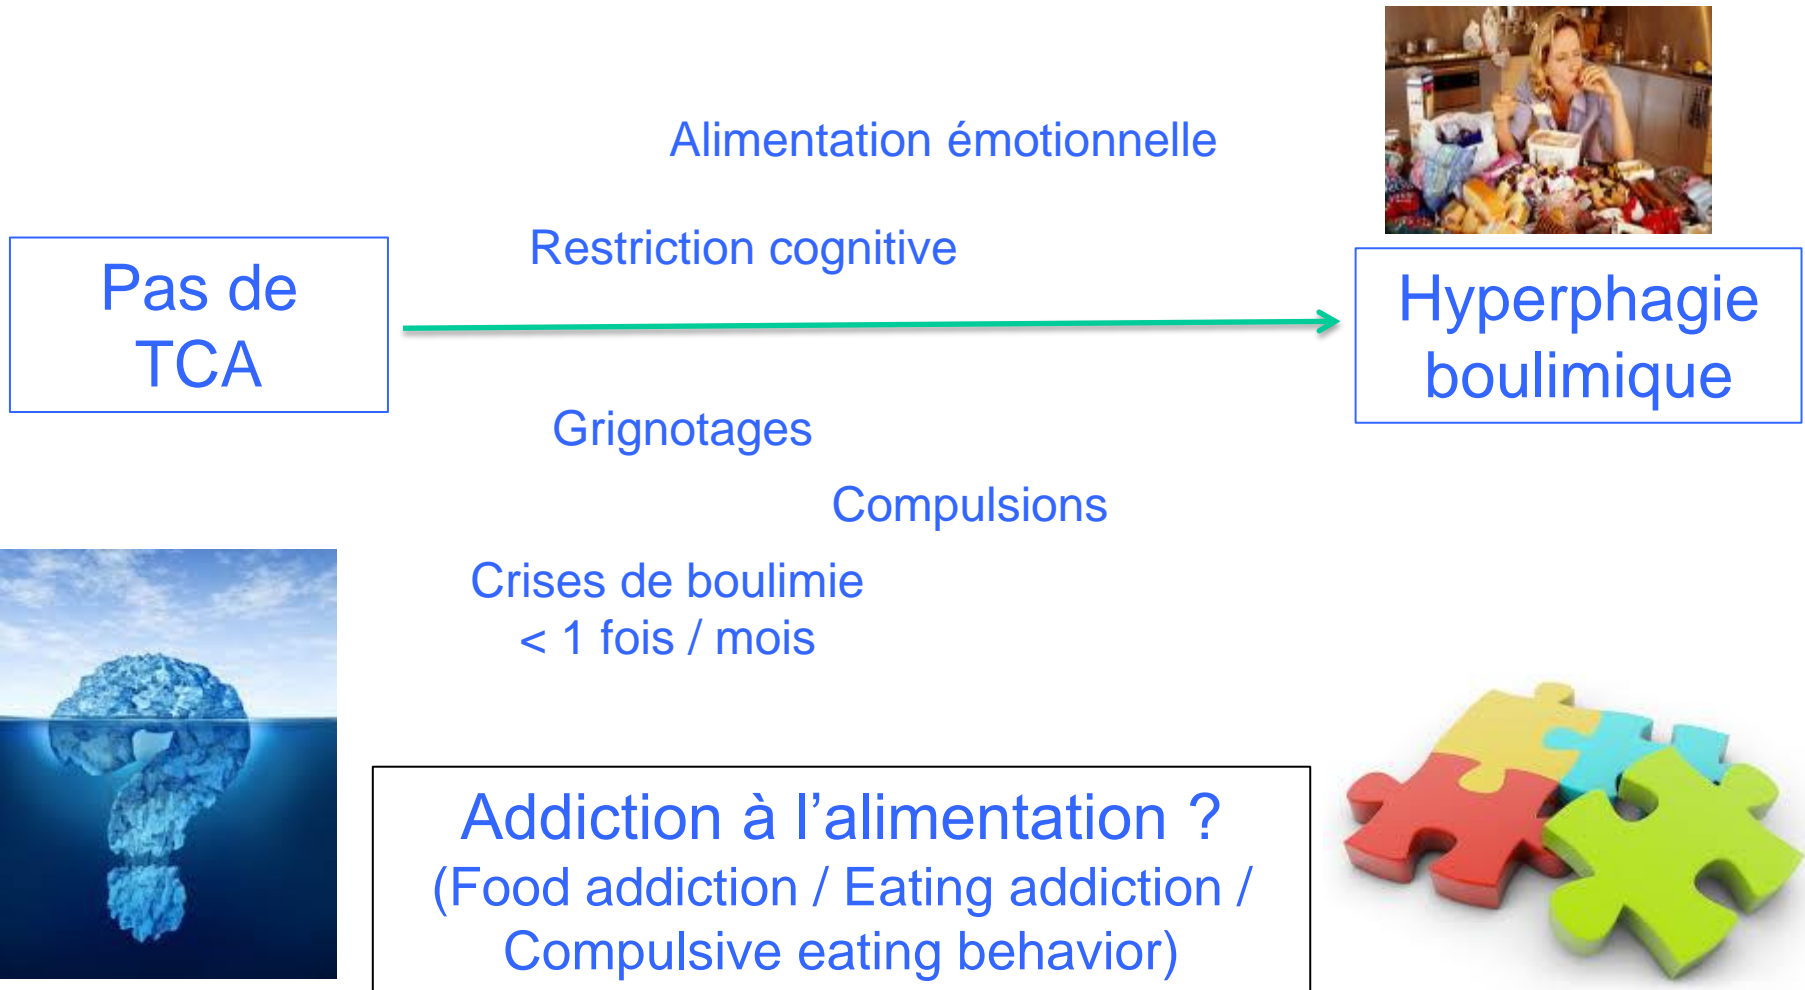 Alimentation émotionnelle
Restriction cognitive
Pas de
TCA
Hyperphagie
boulimique
Grignotages
Compulsions
Crises de boulimie
< 1 fois / mois
Addiction à l’alimentation ?
(Food addiction / Eating addiction /
Compulsive eating behavior)